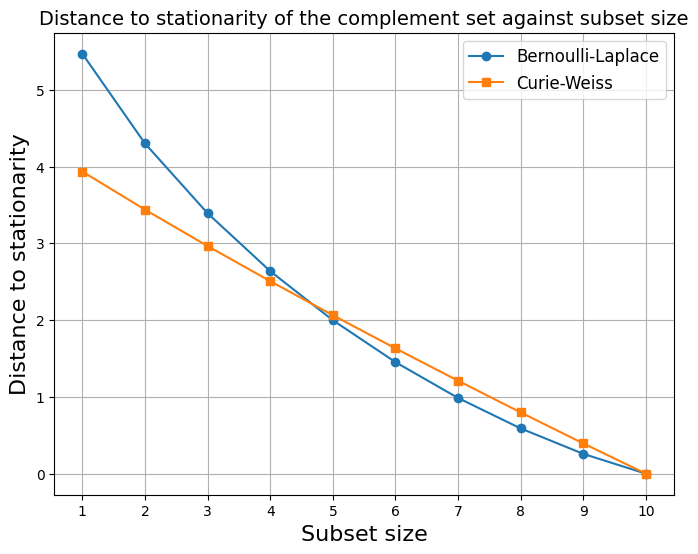 Distance to stationarity of the complement set against subset size
Bernoulli-Laplace
Curie-Weiss
Distance to stationarity
5
4
3
2
1
0
1 2 3 4 5 6 7 8 9 10
Subset size